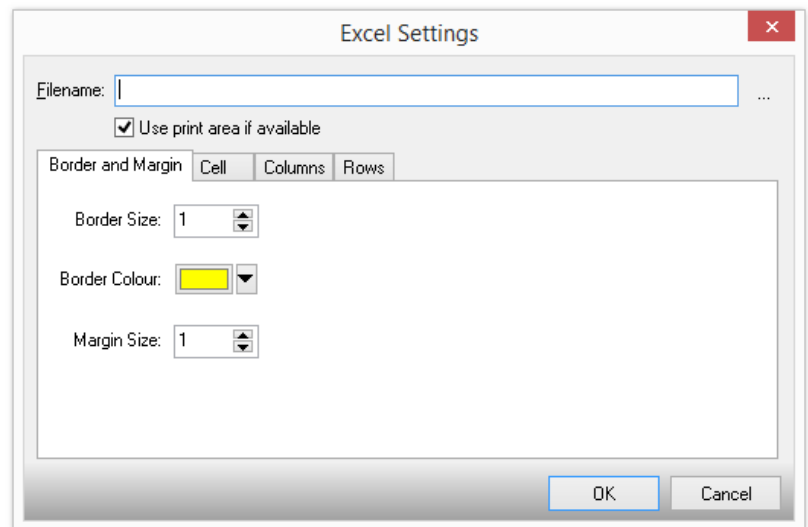 Excel Settings
Filename:
...
Use print area if available
Border and Margin Cell Columns Rows
Border Size: 1
Border Colour:
Margin Size: 1
OK Cancel